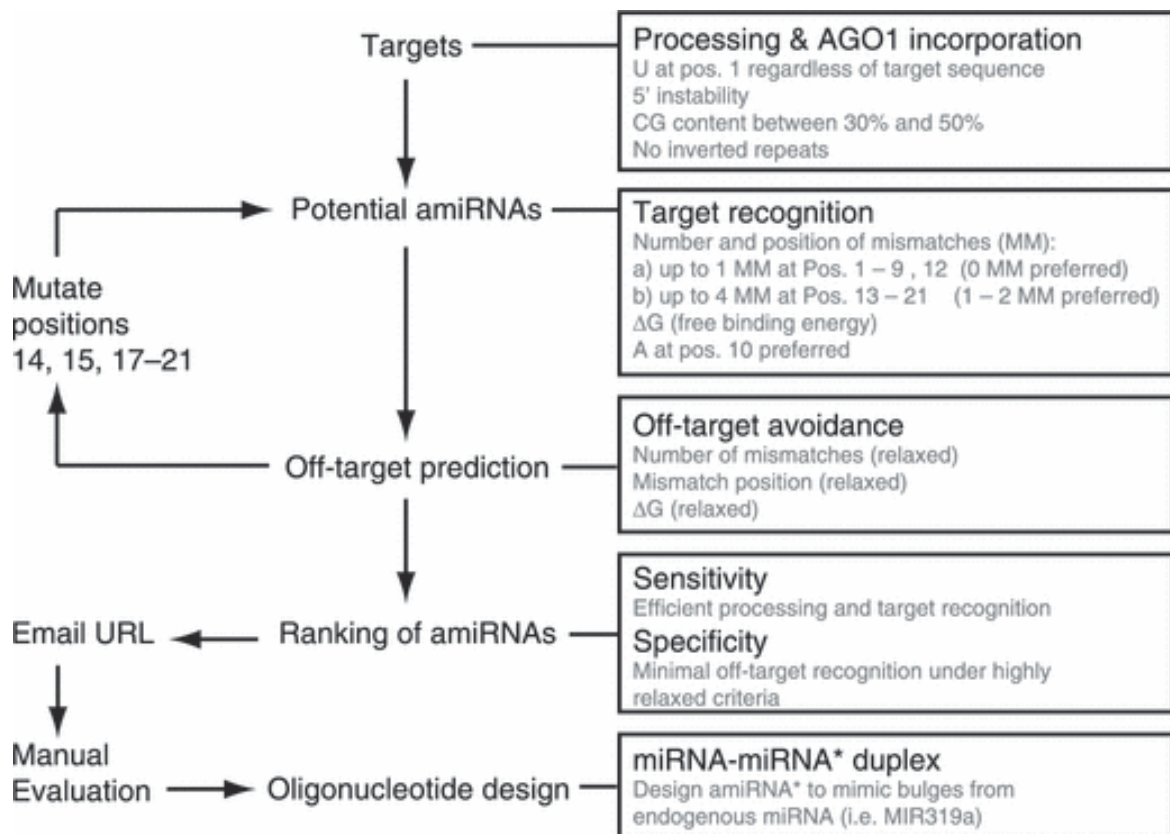 Targets
Processing & AGO1 incorporation
U at pos. 1 regardless of target sequence
5' instability
CG content between 30% and 50%
No inverted repeats
Potential amiRNAs
Target recognition
Number and position of mismatches (MM):
a) up to 1 MM at Pos. 1 – 9 , 12 (0 MM preferred)
b) up to 4 MM at Pos. 13 – 21 (1 – 2 MM preferred)
ΔG (free binding energy)
A at pos. 10 preferred
Mutate
positions
14, 15, 17–21
Off-target prediction
Off-target avoidance
Number of mismatches (relaxed)
Mismatch position (relaxed)
ΔG (relaxed)
Email URL
Ranking of amiRNAs
Sensitivity
Efficient processing and target recognition
Specificity
Minimal off-target recognition under highly
relaxed criteria
Manual
Evaluation
Oligonucleotide design
miRNA-miRNA* duplex
Design amiRNA* to mimic bulges from
endogenous miRNA (i.e. MIR319a)